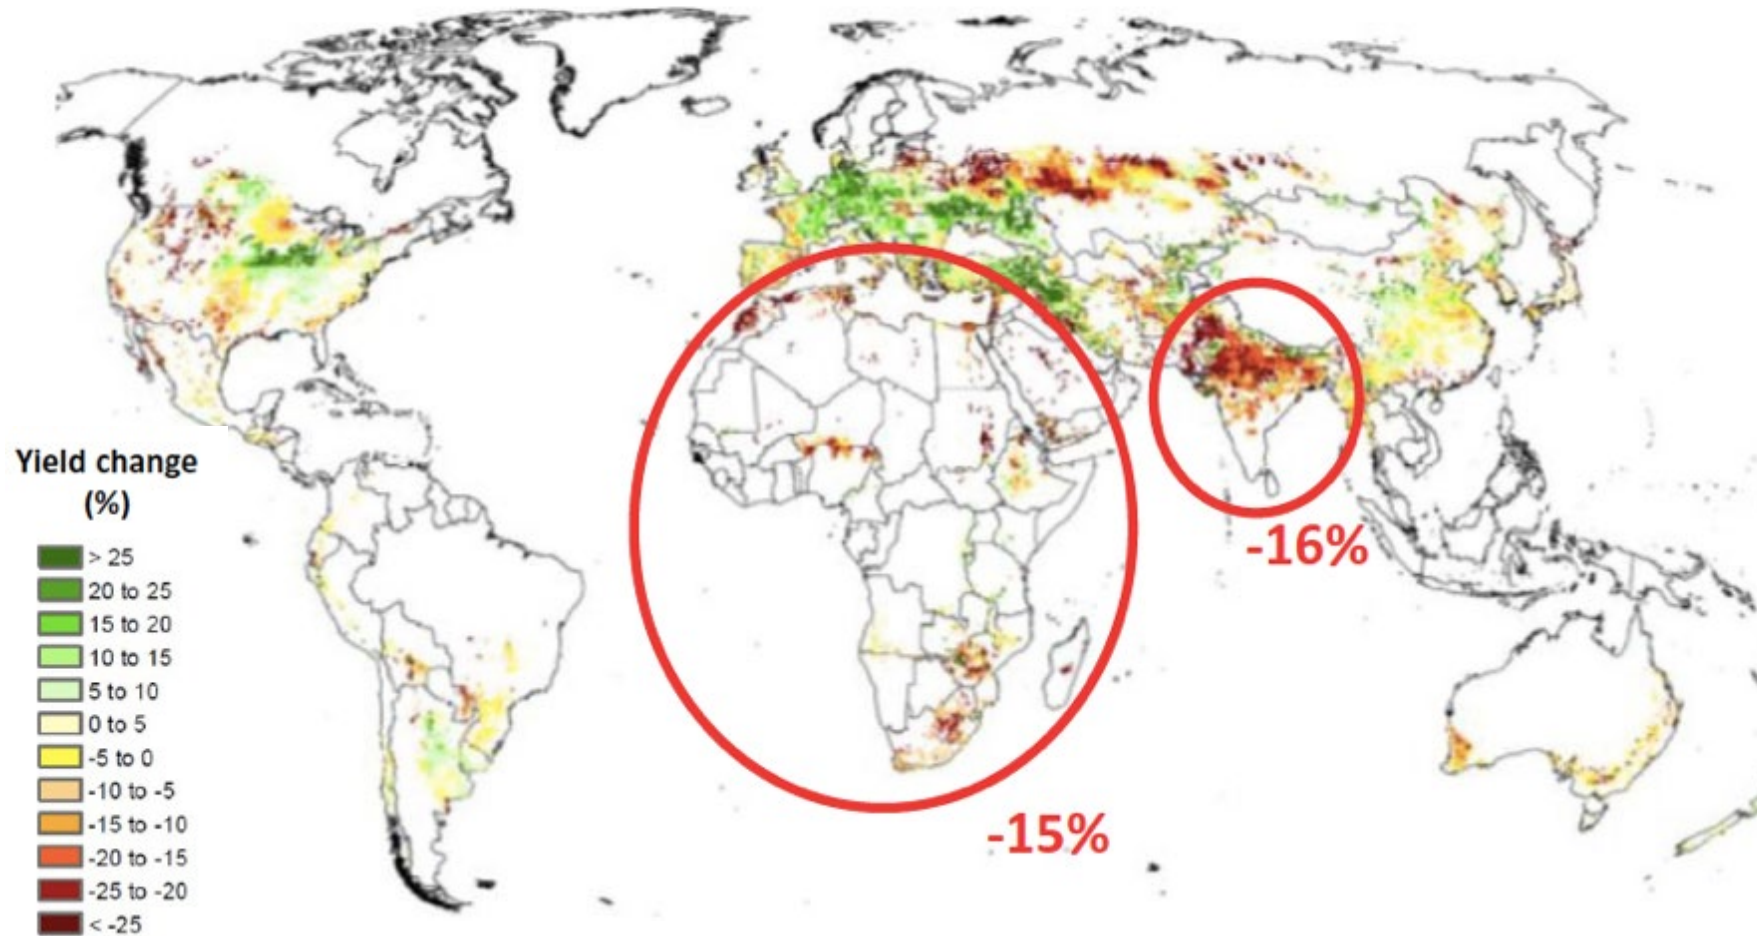 Yield change
(%)
> 25
20 to 25
15 to 20
10 to 15
5 to 10
0 to 5
-5 to 0
-10 to -5
-15 to -10
-20 to -15
-25 to -20
< -25
-16%
-15%